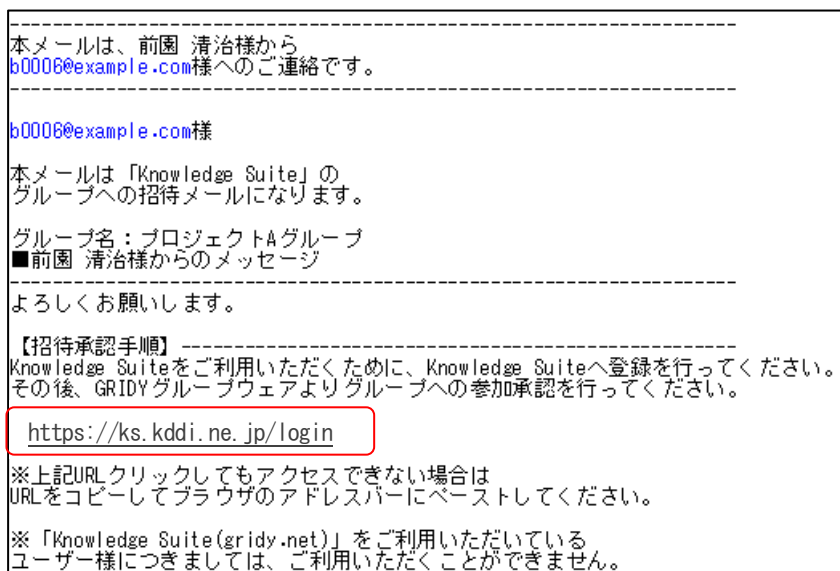 ------------------------------------------------------------------------
本メールは、前園 清治様から
b0006@example.com様へのご連絡です。
------------------------------------------------------------------------
b0006@example.com様
本メールは「Knowledge Suite」の
グループへの招待メールになります。
グループ名：プロジェクトAグループ
■前園 清治様からのメッセージ
------------------------------------------------------------------------
よろしくお願いします。
【招待承認手順】-------------------------------------------------------
Knowledge Suiteをご利用いただくために、Knowledge Suiteへ登録を行ってください。
その後、GRIDYグループウェアよりグループへの参加承認を行ってください。
https://ks.kddi.ne.jp/login
※上記URLクリックしてもアクセスできない場合は
URLをコピーしてブラウザのアドレスバーにペーストしてください。
※「Knowledge Suite(gridy.net)」をご利用いただいている
ユーザー様につきましては、ご利用いただくことができません。